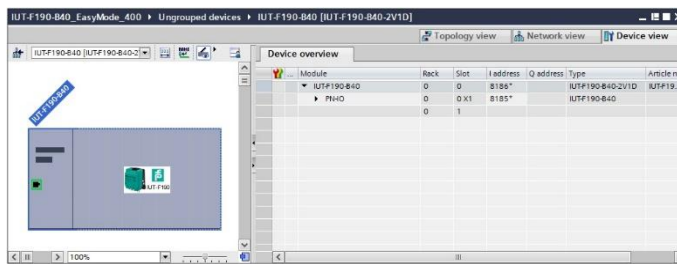 IUT-F190-B40_EasyMode_400 ▸ Ungrouped devices ▸ IUT-F190-B40 [IUT-F190-B40-2V1D]
Topology view Network view Device view
IUT-F190-B40 [IUT-F190-B40-2
Device overview
... Module Rack Slot I address Q address Type Article n
IUT-F190-B40 0 0 8186* IUT-F190-B40-2V1D IUT-F19...
PN-IO 0 0 X1 8185* IUT-F190-B40
0 1
IUT-F190-B40
IUT-F190
100%